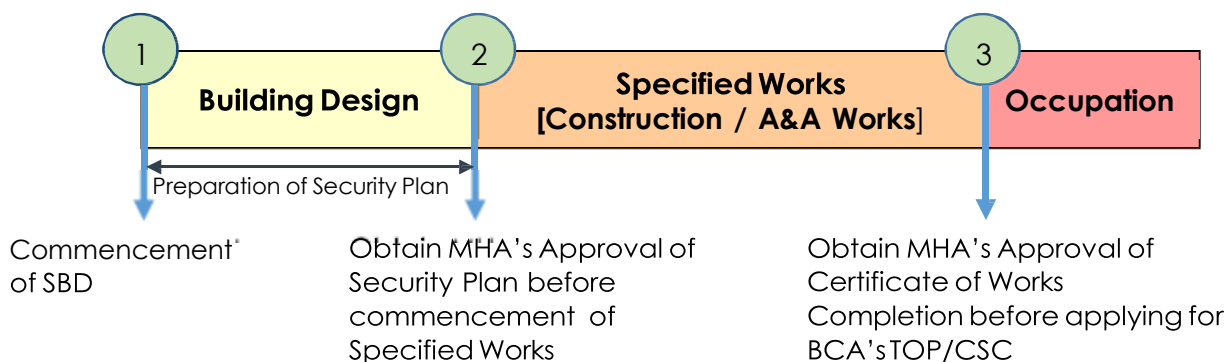 1
2
3
Building Design
Specified Works
[Construction / A&A Works]
Occupation
Preparation of Security Plan
Commencement
of SBD
Obtain MHA's Approval of
Security Plan before
commencement of
Specified Works
Obtain MHA's Approval of
Certificate of Works
Completion before applying for
BCA's TOP/CSC